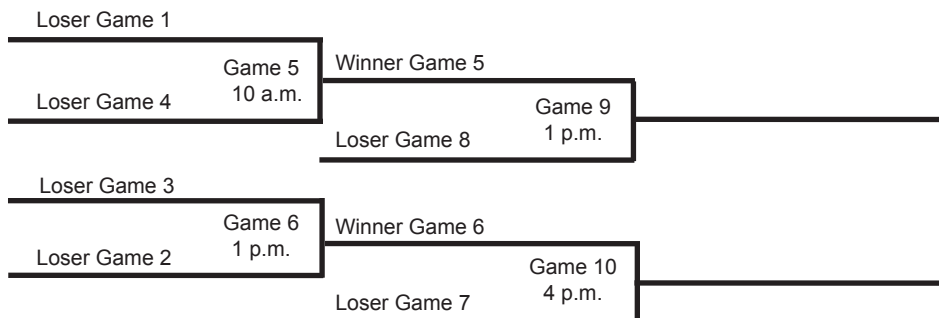 Loser Game 1
Game 5
10 a.m.
Winner Game 5
Loser Game 4
Game 9
1 p.m.
Loser Game 8
Loser Game 3
Game 6
1 p.m.
Winner Game 6
Loser Game 2
Game 10
4 p.m.
Loser Game 7